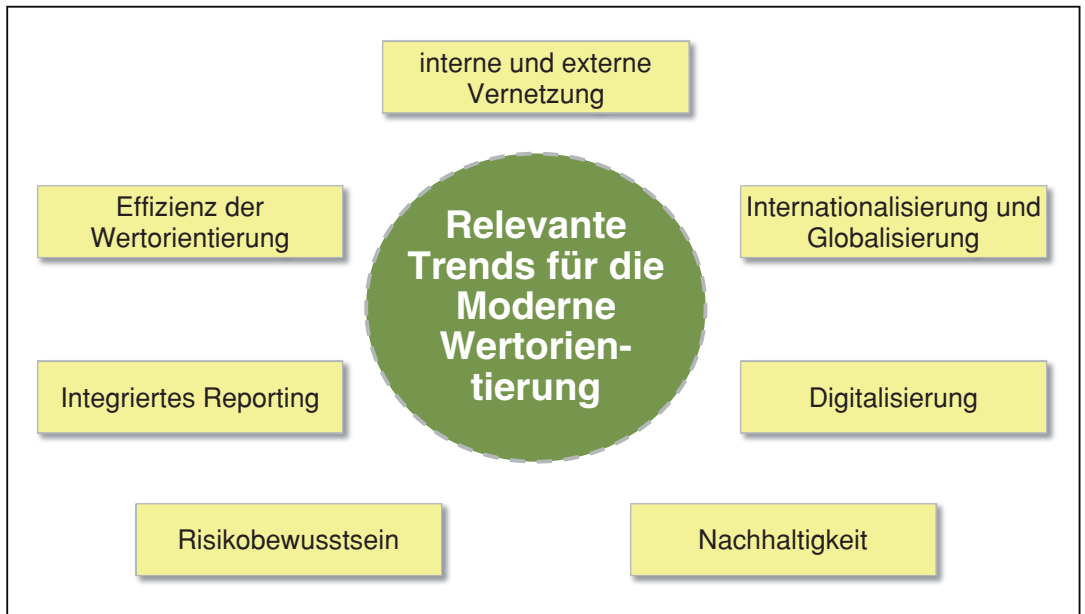 interne und externe
Vernetzung
Effizienz der
Wertorientierung
Relevante
Trends für die
Moderne
Wertorien-
tierung
Internationalisierung und
Globalisierung
Integriertes Reporting
Digitalisierung
Risikobewusstsein
Nachhaltigkeit